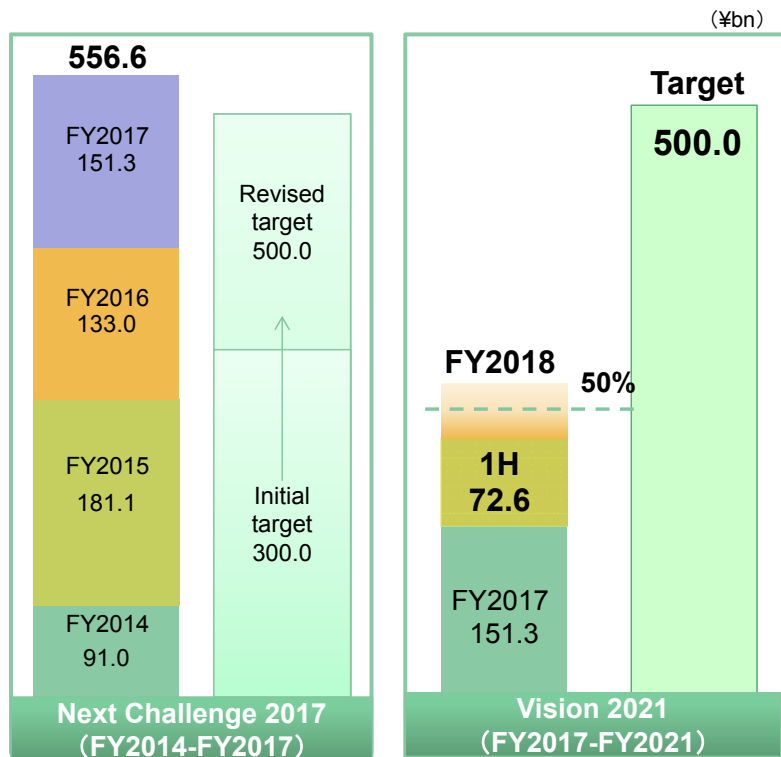 （¥bn）
556.6
FY2017
151.3
FY2016
133.0
FY2015
181.1
FY2014
91.0
Revised
target
500.0
Initial
target
300.0
Next Challenge 2017
（FY2014-FY2017）
Target
500.0
FY2018
50%
1H
72.6
FY2017
151.3
Vision 2021
（FY2017-FY2021）